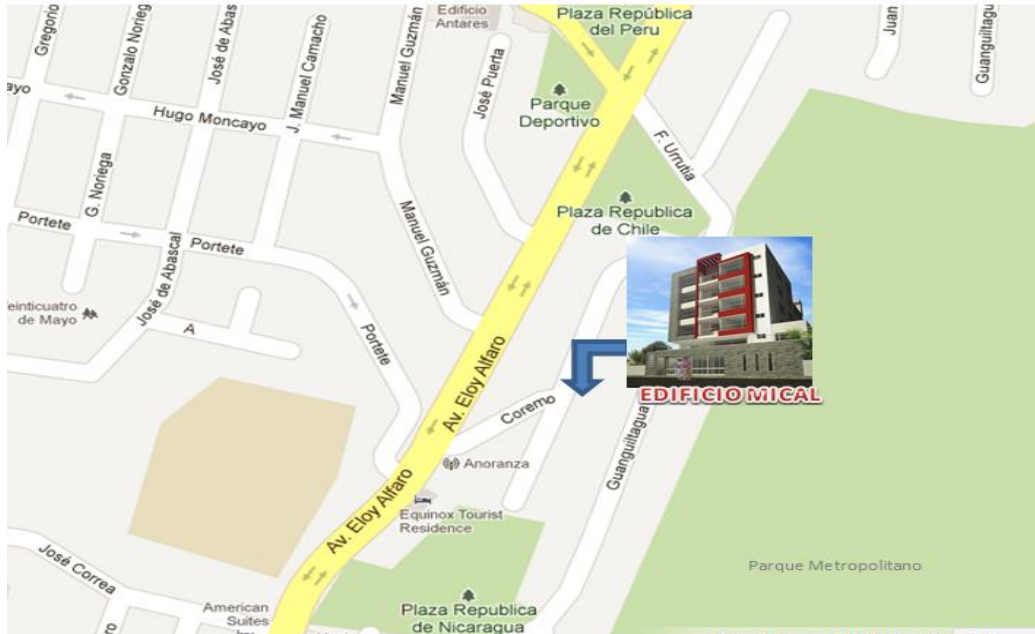 Edificio
Antares
Plaza República
del Peru
Gregorio
Gonzalo Norieg
José de Abas
J. Manuel Camacho
Manuel Guzmán
José Puerta
Juan
Guanguiltagu
ayo
Hugo Moncayo
Parque
Deportivo
F. Urrutia
G. Noriega
Portete
Portete
José de Abascal
Manuel Guzmán
Plaza Republica
de Chile
einticuatro
de Mayo
A
Portete
Av. Eloy Alfaro
EDIFICIO MICAL
Coremo
Guanguiltagua
Anoranza
Av. Eloy Alfaro
Equinox Tourist
Residence
José Correa
Parque Metropolitano
American
Suites
Plaza Republica
de Nicaragua